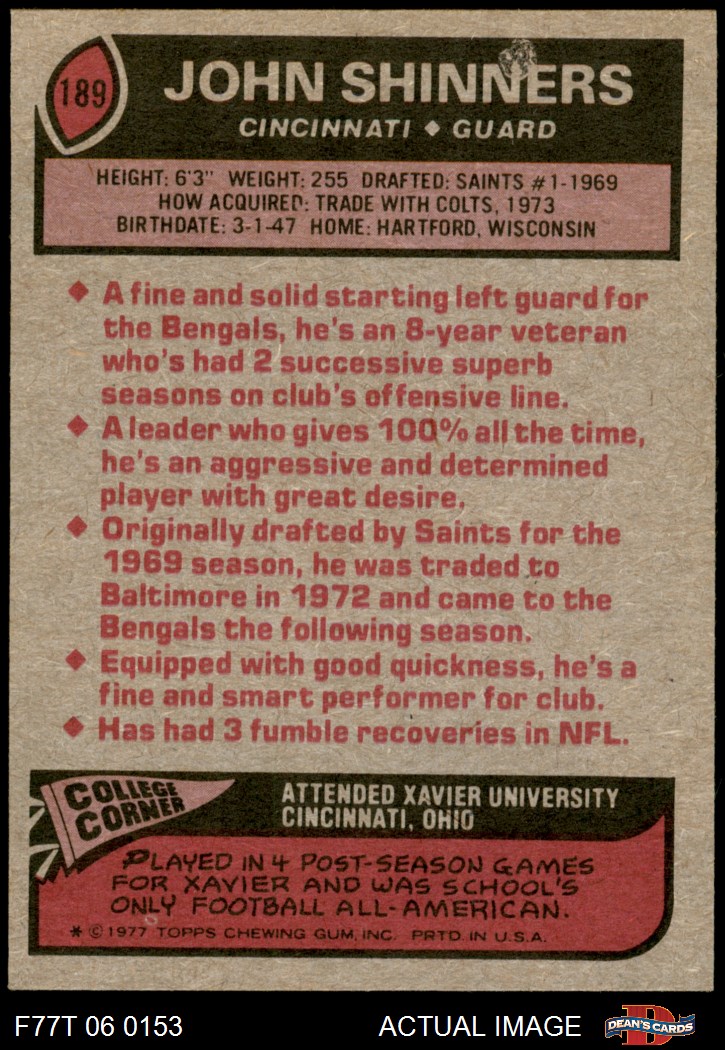 189
JOHN SHINNERS
CINCINNATI ♦ GUARD
HEIGHT: 6'3" WEIGHT: 255 DRAFTED: SAINTS #1-1969
HOW ACQUIRED: TRADE WITH COLTS, 1973
BIRTHDATE: 3-1-47 HOME: HARTFORD, WISCONSIN
♦ A fine and solid starting left guard for
the Bengals, he's an 8-year veteran
who's had 2 successive superb
seasons on club's offensive line.
♦ A leader who gives 100% all the time,
he's an aggressive and determined
player with great desire.
♦ Originally drafted by Saints for the
1969 season, he was traded to
Baltimore in 1972 and came to the
Bengals the following season.
♦ Equipped with good quickness, he's a
fine and smart performer for club.
♦ Has had 3 fumble recoveries in NFL.
COLLEGE
CORNER
ATTENDED XAVIER UNIVERSITY
CINCINNATI, OHIO
PLAYED IN 4 POST-SEASON GAMES
FOR XAVIER AND WAS SCHOOL'S
ONLY FOOTBALL ALL-AMERICAN.
* © 1977 TOPPS CHEWING GUM, INC. PRTD. IN U.S.A.
F77T 06 0153
ACTUAL IMAGE
D
DEAN'S CARDS